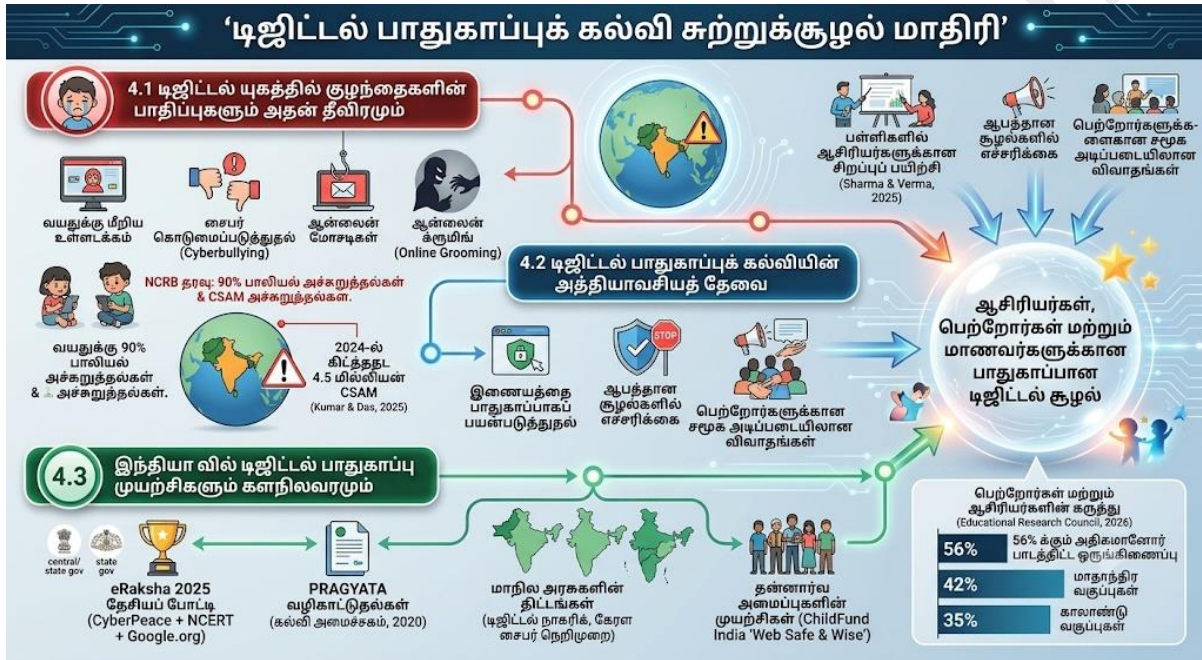 'டிஜிட்டல் பாதுகாப்புக் கல்வி சுற்றுக்சூழல் மாதிரி'
4.1 டிஜிட்டல் யுகத்தில் குழந்தைகளின்
பாதிப்புகளும் அதன் தீவிரமும்
வயதுக்கு மீறிய
உள்ளடக்கம்
சைபர்
கொடுமைப்படுத்துதல்
(Cyberbullying)
ஆன்லைன்
மோசடிகள்
ஆன்லைன்
க்ரூமிங்
(Online Grooming)
NCRB தரவு: 90% பாலியல் அச்சுறுத்தல்கள்
& CSAM அச்சுறுத்தல்கள.
வயதுக்கு 90%
பாலியல்
அச்சுறுத்தல்கள்
& அச்சுறுத்தல்கள்.
2024-ல்
கிட்த்தநட
4.5 மில்லியன்
CSAM
(Kumar & Das, 2025)
பள்ளிகளில்
ஆசிரியர்களுக்கான
சிறப்புப் பயிற்சி
(Sharma & Verma,
2025)
ஆபத்தான
சூழல்களில்
எச்சரிக்கை
பெற்றோர்களுக்க-
ளைகான சமூக
அடிப்படையிலான
விவாதங்கள்
4.2 டிஜிட்டல் பாதுகாப்புக் கல்வியின்
அத்தியாவசியத் தேவை
இணையத்தை
பாதுகாப்பாகப்
பயன்படுத்துதல்
STOP
ஆபத்தான
சூழல்களில்
எச்சரிக்கை
பெற்றோர்களுக்கான
சமூக அடிப்படையிலான
விவாதங்கள்
ஆசிரியர்கள்,
பெற்றோர்கள் மற்றும்
மாணவர்களுக்கான
பாதுகாப்பான
டிஜிட்டல் சூழல்
4.3 இந்தியா வில் டிஜிட்டல் பாதுகாப்பு
முயற்சிகளும் களநிலவரமும்
central/
state gov
state
gov
eRaksha 2025
தேசியப் போட்டி
(CyberPeace + NCERT
+ Google.org)
PRAGYATA
வழிகாட்டுதல்கள்
(கல்வி அமைச்சகம், 2020)
மாநில அரசுகளின்
திட்டங்கள்
(டிஜிட்டல் நாகரிக், கேரள
சைபர் நெறிமுறை)
தன்னார்வ
அமைப்புகளின்
முயற்சிகள் (ChildFund
India 'Web Safe & Wise')
பெற்றோர்கள் மற்றும்
ஆசிரியர்களின் கருத்து
(Educational Research Council, 2026)
56% 56% க்கும் அதிகமானோர்
பாடத்திட்ட ஒருங்கிணைப்பு
42% மாதாந்திர
வகுப்புகள்
35% காலாண்டு
வகுப்புகள்